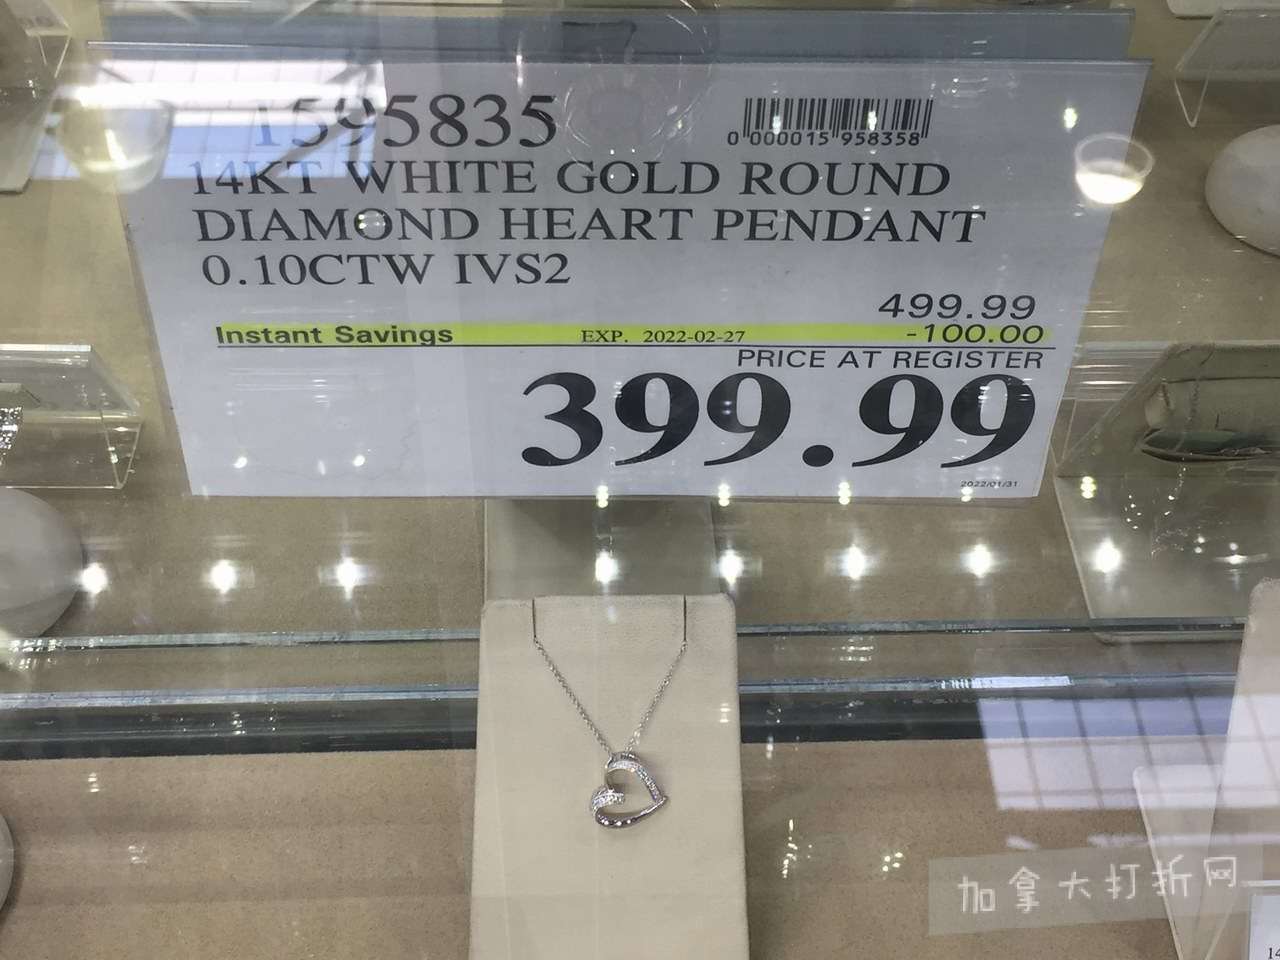 1595835
0 000015 958358
14KT WHITE GOLD ROUND
DIAMOND HEART PENDANT
0.10CTW IVS2
499.99
Instant Savings EXP. 2022-02-27 -100.00
PRICE AT REGISTER
399.99
2022/01/31
加拿大打折网
14